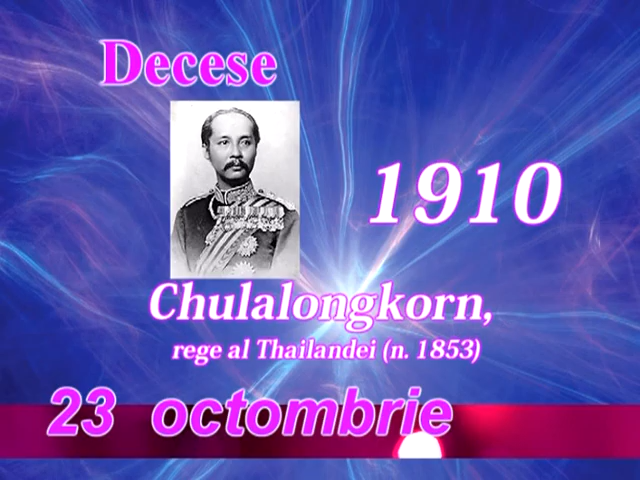 Decese
1910
Chulalongkorn,
rege al Thailandei (n. 1853)
23 octombrie